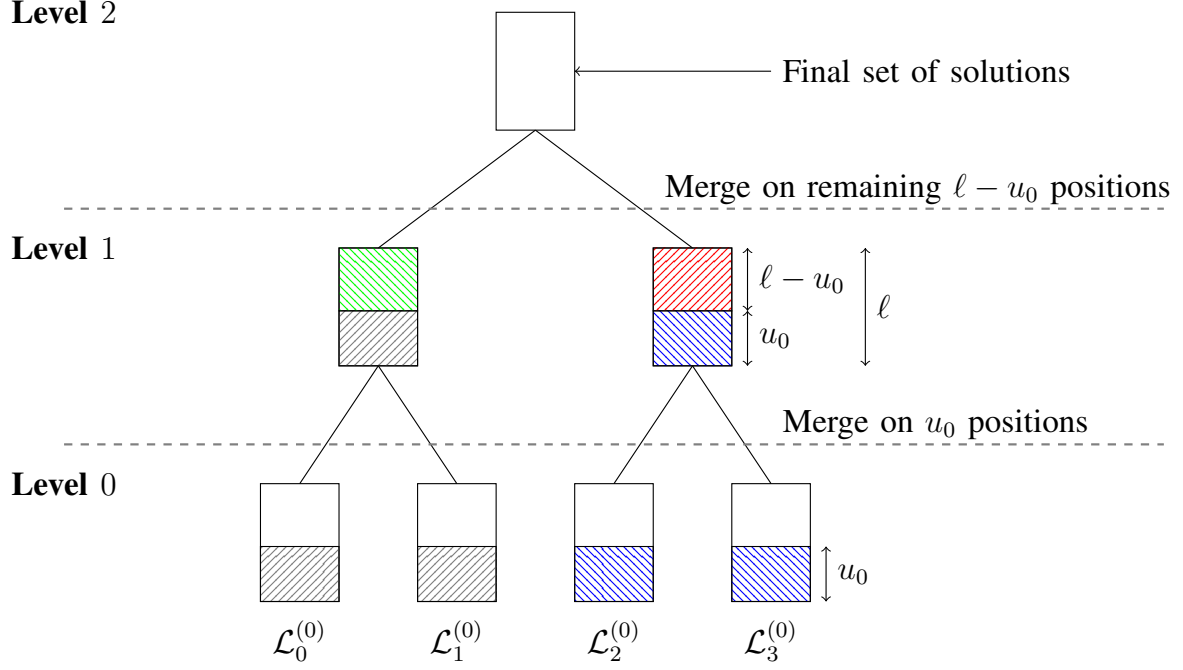 Level 2
Final set of solutions
Merge on remaining ℓ − u₀ positions
Level 1
ℓ − u₀
ℓ
u₀
Merge on u₀ positions
Level 0
u₀
ℒ₀⁽⁰⁾ ℒ₁⁽⁰⁾ ℒ₂⁽⁰⁾ ℒ₃⁽⁰⁾